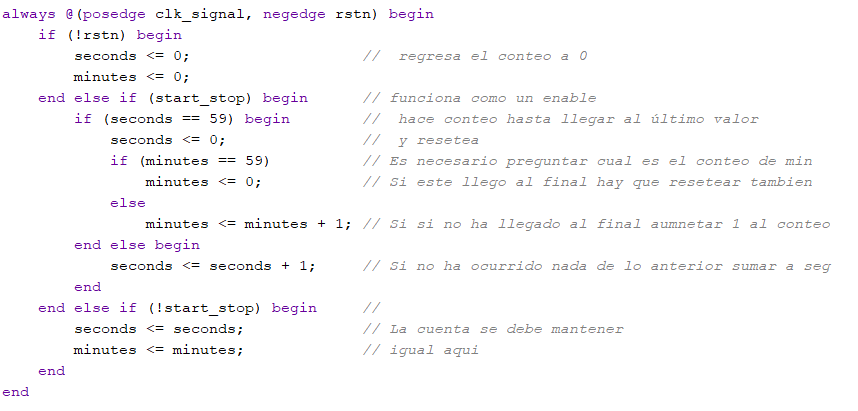 always @(posedge clk_signal, negedge rstn) begin
if (!rstn) begin
seconds <= 0; // regresa el conteo a 0
minutes <= 0;
end else if (start_stop) begin // funciona como un enable
if (seconds == 59) begin // hace conteo hasta llegar al último valor
seconds <= 0; // y resetea
if (minutes == 59) // Es necesario preguntar cual es el conteo de min
minutes <= 0; // Si este llego al final hay que resetear tambien
else
minutes <= minutes + 1; // Si si no ha llegado al final aumnetar 1 al conteo
end else begin
seconds <= seconds + 1; // Si no ha ocurrido nada de lo anterior sumar a seg
end
end else if (!start_stop) begin //
seconds <= seconds; // La cuenta se debe mantener
minutes <= minutes; // igual aqui
end
end